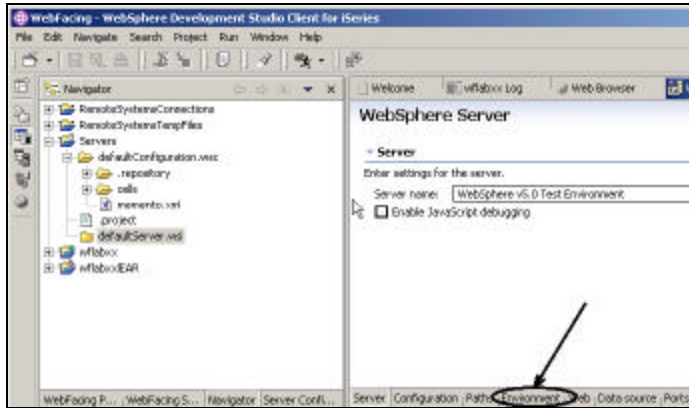 WebFacing - WebSphere Development Studio Client for iSeries
File Edit Navigate Search Project Run Window Help
Navigator
Welcome wflabxx Log Web Browser
RemoteSystemsConnections
RemoteSystemsTempFiles
Servers
defaultConfiguration.wsc
.repository
cells
memento.xmi
.project
defaultServer.wsi
wflabxx
wflabxxEAR
WebSphere Server
Server
Enter settings for the server.
Server name: WebSphere v5.0 Test Environment
Enable JavaScript debugging
WebFacing P... WebFacing S... Navigator Server Confi...
Server Configuration Paths Environment Web Data source Ports